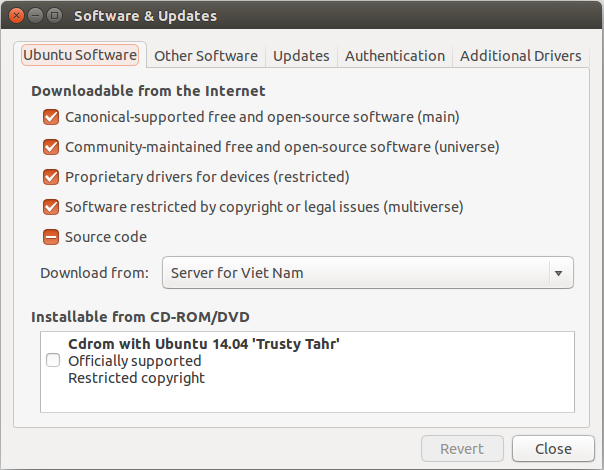 Software & Updates
Ubuntu Software Other Software Updates Authentication Additional Drivers
Downloadable from the Internet
Canonical-supported free and open-source software (main)
Community-maintained free and open-source software (universe)
Proprietary drivers for devices (restricted)
Software restricted by copyright or legal issues (multiverse)
Source code
Download from: Server for Viet Nam
Installable from CD-ROM/DVD
Cdrom with Ubuntu 14.04 'Trusty Tahr'
Officially supported
Restricted copyright
Revert Close